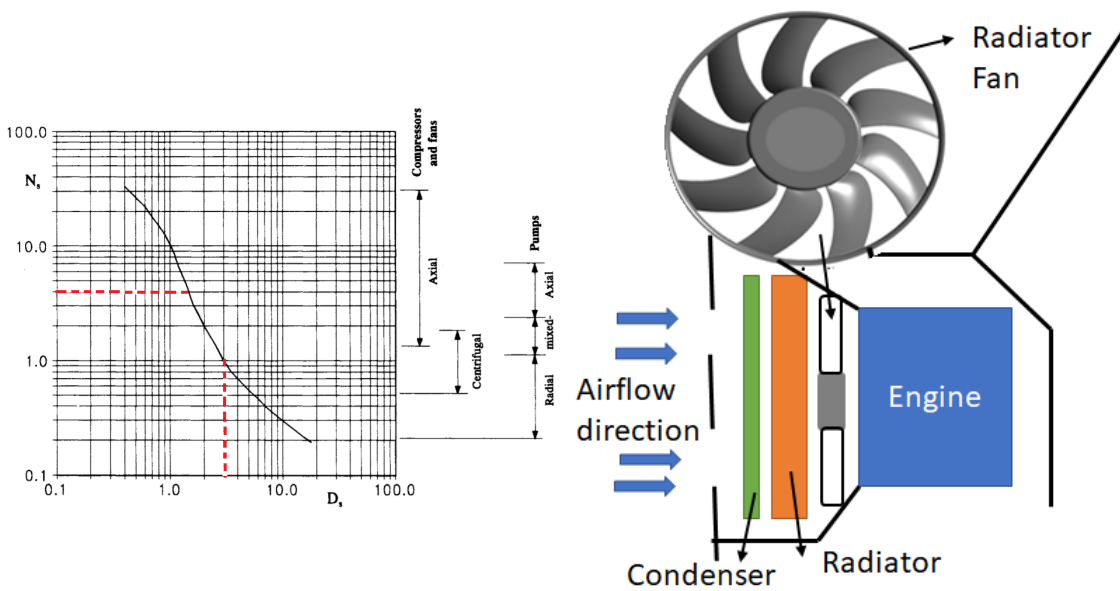 100.0
Nₛ
10.0
1.0
0.1
0.1
1.0
10.0
100.0
Dₛ
Compressors
and fans
Axial
Centrifugal
Pumps
Axial
mixed-
Radial
Radiator
Fan
Airflow
direction
Engine
Condenser
Radiator